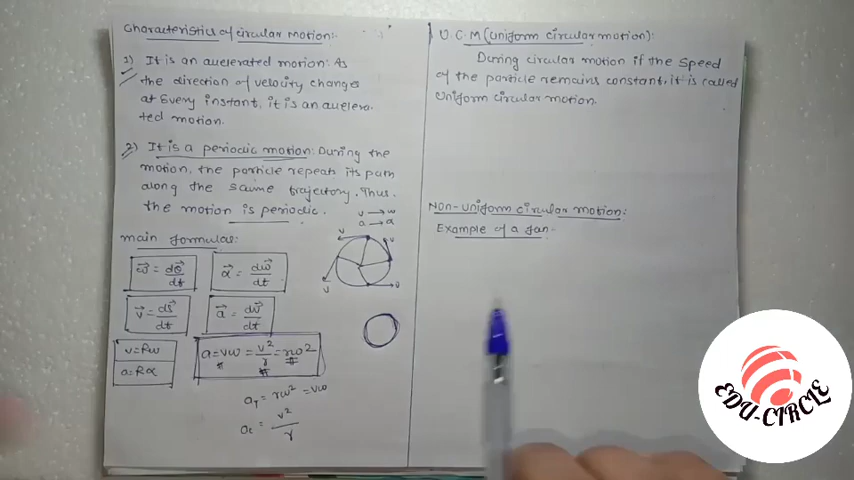 Characteristics of circular motion:-
1) It is an accelerated motion: As
the direction of velocity changes
at every instant, it is an accelera-
ted motion.
2) It is a periodic motion: During the
motion, the particle repeats its path
along the same trajectory. Thus.
the motion is periodic.
v → ω
a → α
main formulas:
ω⃗ = dθ⃗/dt
α⃗ = dω⃗/dt
v⃗ = ds⃗/dt
a⃗ = dv⃗/dt
v=Rω
a=Rα
a=vω = v²/r = rω²
a_T = rω² = vω
a_c = v²/r
v
v
v
v
U.C.M (Uniform circular motion):
During circular motion if the speed
of the particle remains constant, it is called
Uniform circular motion.
Non-uniform circular motion:
Example of a fan-
EDU-CIRCLE